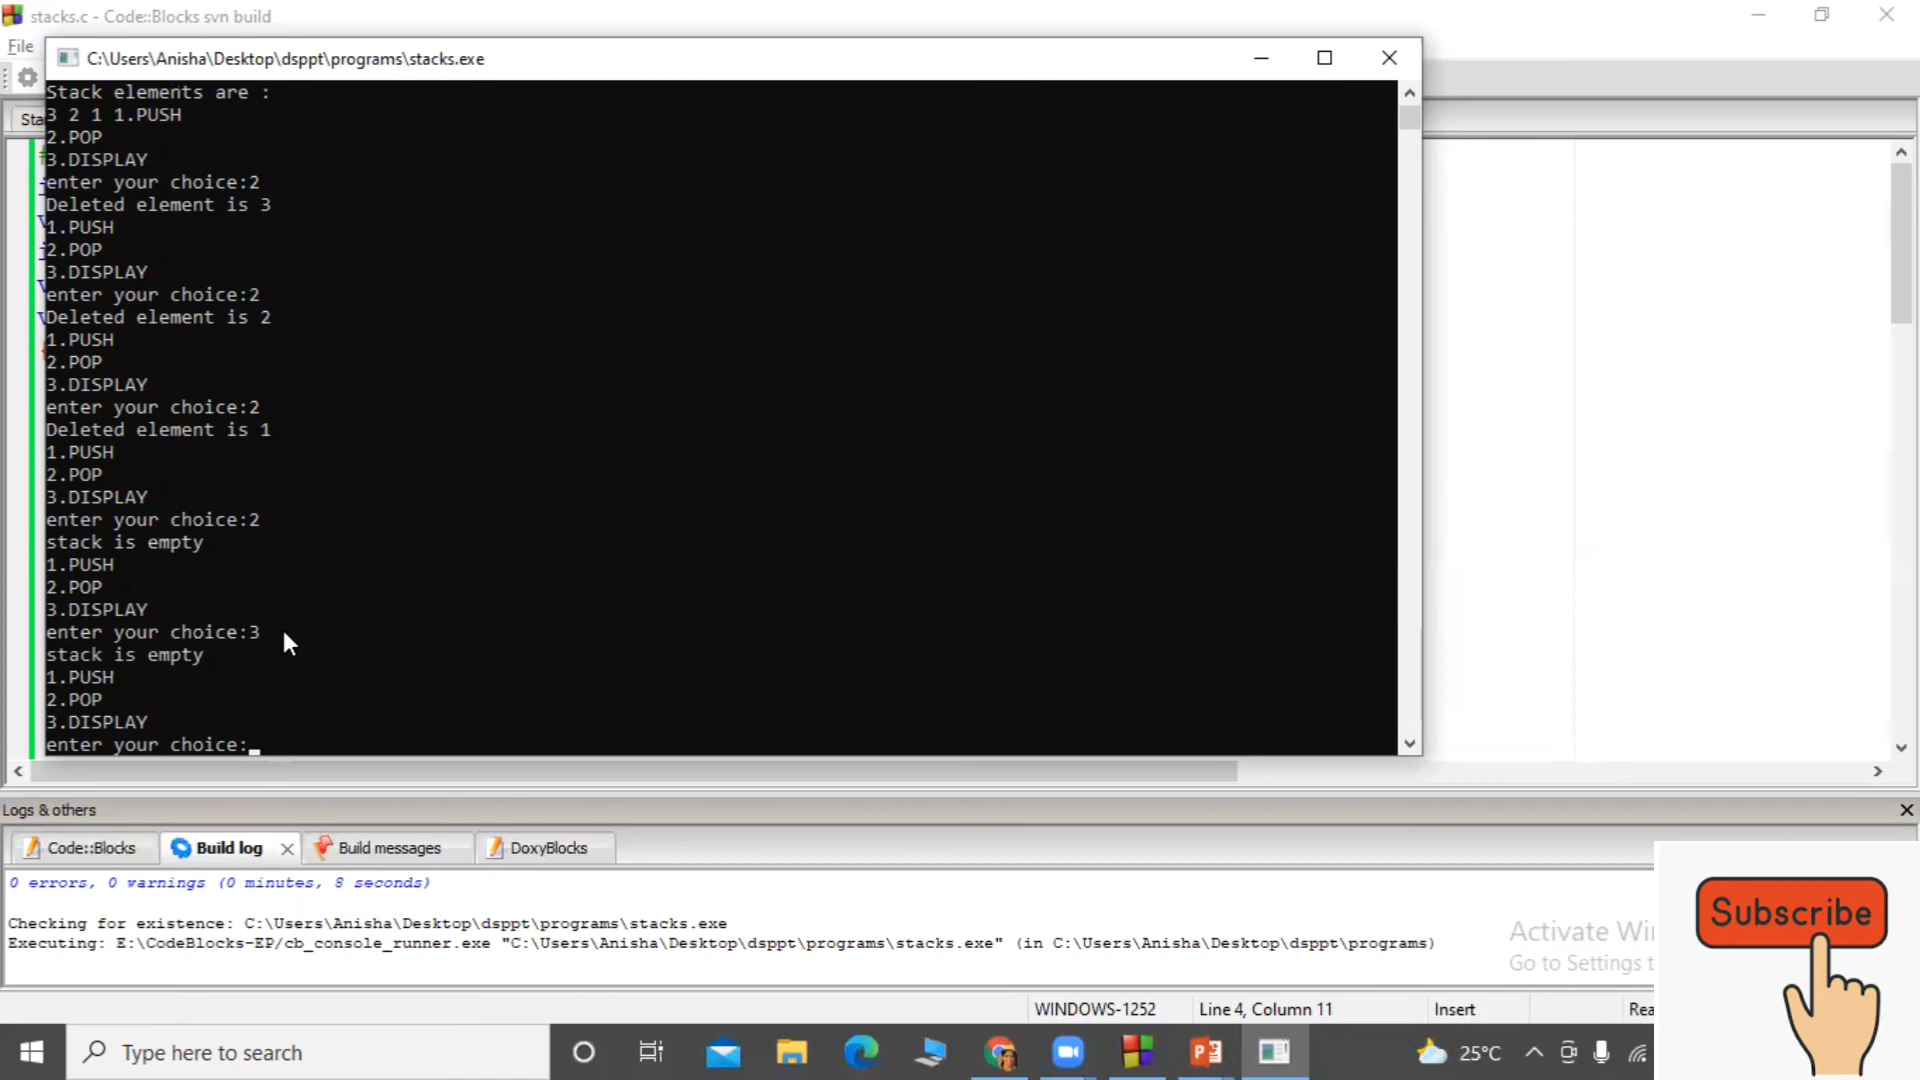 stacks.c - Code::Blocks svn build
File
C:\Users\Anisha\Desktop\dsppt\programs\stacks.exe
Sta
Stack elements are :
3 2 1 1.PUSH
2.POP
3.DISPLAY
enter your choice:2
Deleted element is 3
1.PUSH
2.POP
3.DISPLAY
enter your choice:2
Deleted element is 2
1.PUSH
2.POP
3.DISPLAY
enter your choice:2
Deleted element is 1
1.PUSH
2.POP
3.DISPLAY
enter your choice:2
stack is empty
1.PUSH
2.POP
3.DISPLAY
enter your choice:3
stack is empty
1.PUSH
2.POP
3.DISPLAY
enter your choice:
Logs & others
Code::Blocks
Build log
Build messages
DoxyBlocks
0 errors, 0 warnings (0 minutes, 8 seconds)
Checking for existence: C:\Users\Anisha\Desktop\dsppt\programs\stacks.exe
Executing: E:\CodeBlocks-EP/cb_console_runner.exe "C:\Users\Anisha\Desktop\dsppt\programs\stacks.exe" (in C:\Users\Anisha\Desktop\dsppt\programs)
Activate Wi
Go to Settings t
Subscribe
WINDOWS-1252
Line 4, Column 11
Insert
Rea
Type here to search
25°C